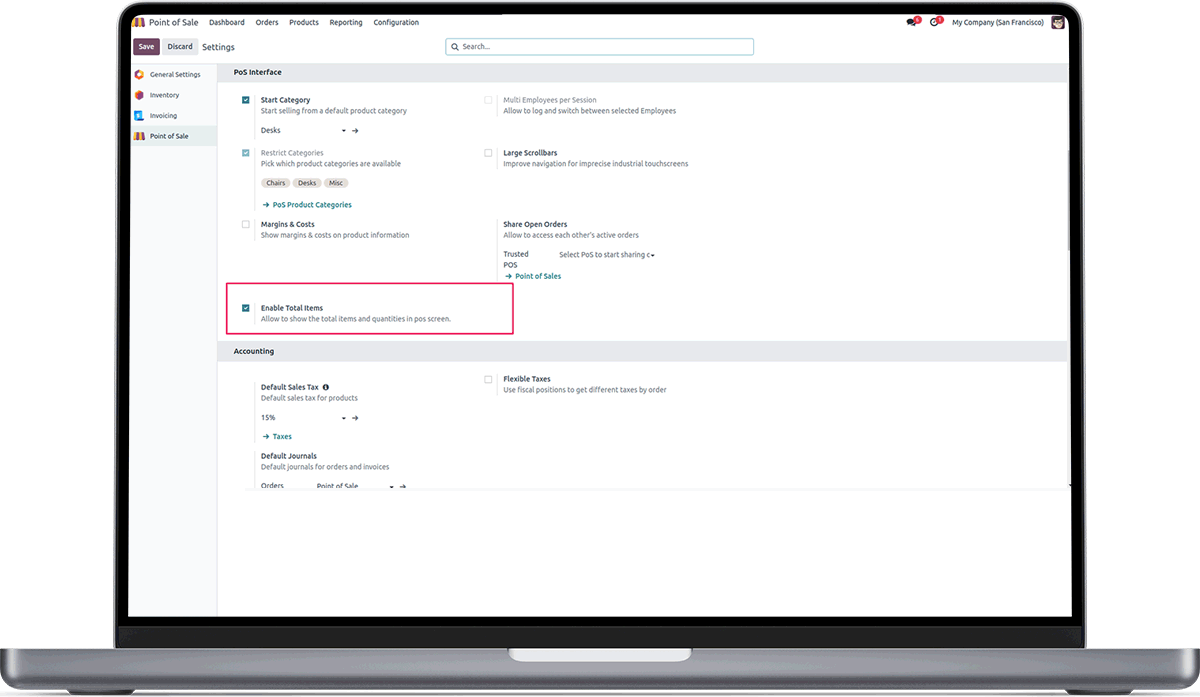 Point of Sale Dashboard Orders Products Reporting Configuration 5 1 My Company (San Francisco)
Save Discard Settings Search...
General Settings
Inventory
Invoicing
Point of Sale
PoS Interface
Start Category
Start selling from a default product category
Desks
Multi Employees per Session
Allow to log and switch between selected Employees
Restrict Categories
Pick which product categories are available
Chairs Desks Misc
PoS Product Categories
Large Scrollbars
Improve navigation for imprecise industrial touchscreens
Margins & Costs
Show margins & costs on product information
Share Open Orders
Allow to access each other's active orders
Trusted Select PoS to start sharing c
POS
Point of Sales
Enable Total Items
Allow to show the total items and quantities in pos screen.
Accounting
Default Sales Tax
Default sales tax for products
15%
Taxes
Flexible Taxes
Use fiscal positions to get different taxes by order
Default Journals
Default journals for orders and invoices
Orders Point of Sale